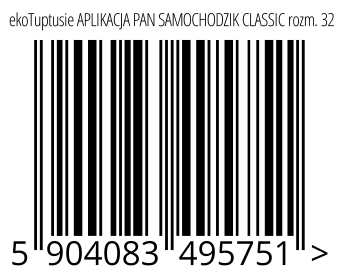 ekoTuptusie APLIKACJA PAN SAMOCHODZIK CLASSIC rozm. 32
5 904083 495751 >